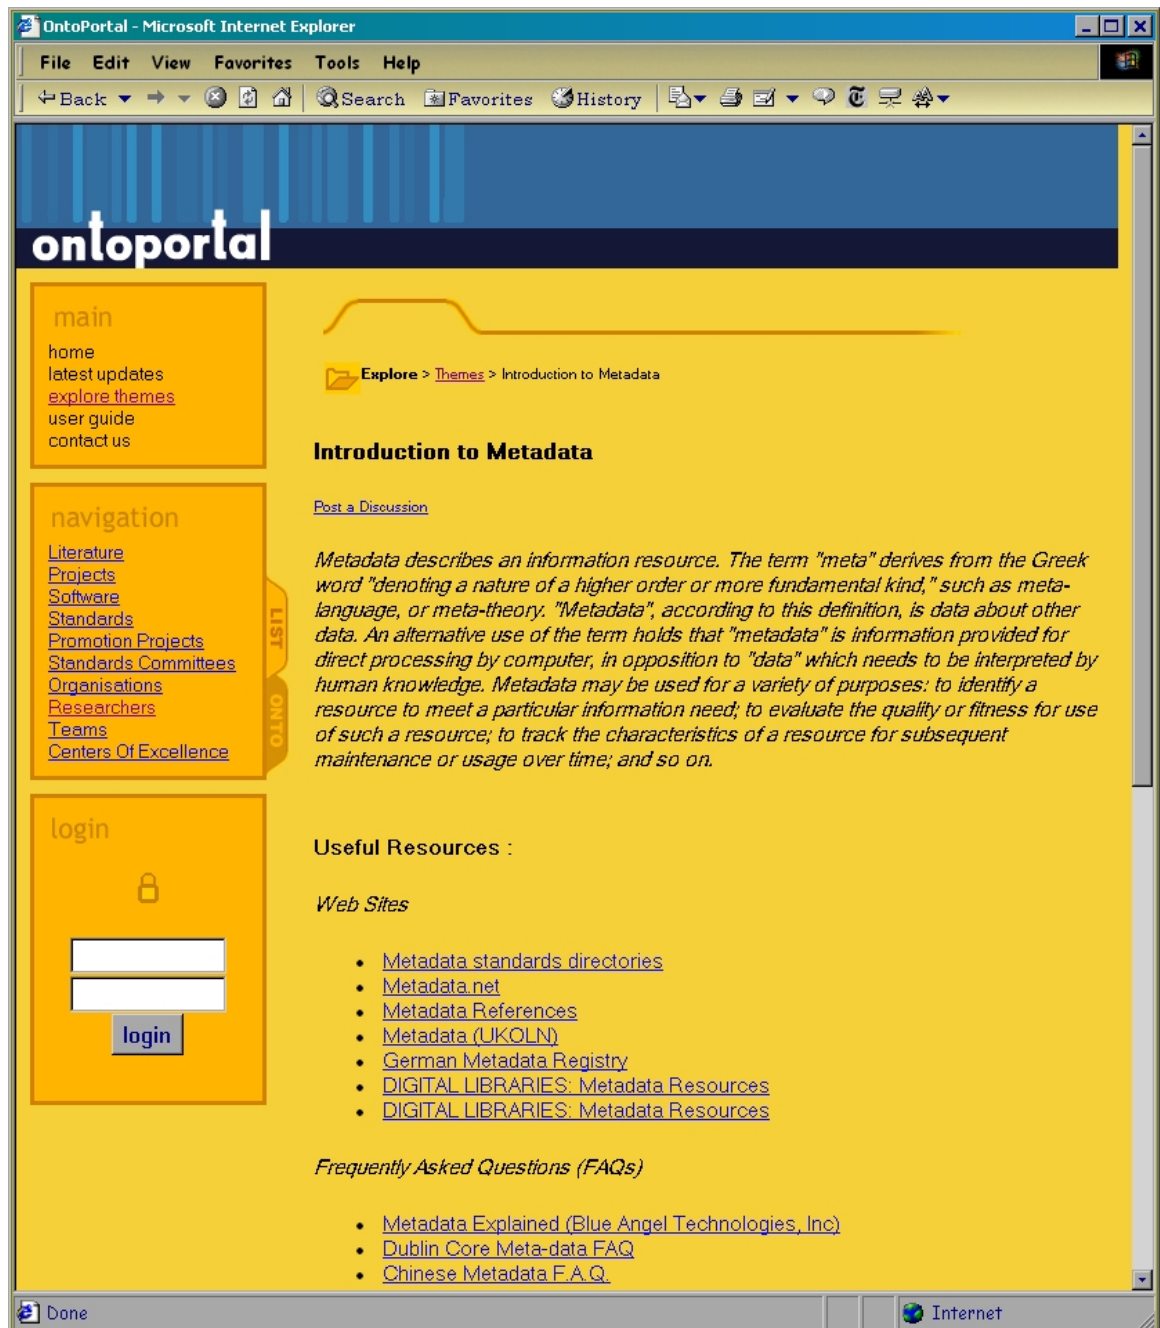 OntoPortal - Microsoft Internet Explorer
File Edit View Favorites Tools Help
Back Search Favorites History
ontoportal
main
home
latest updates
explore themes
user guide
contact us
navigation
Literature
Projects
Software
Standards
Promotion Projects
Standards Committees
Organisations
Researchers
Teams
Centers Of Excellence
LIST
ONTO
login
login
Explore > Themes > Introduction to Metadata
Introduction to Metadata
Post a Discussion
Metadata describes an information resource. The term "meta" derives from the Greek
word "denoting a nature of a higher order or more fundamental kind," such as meta-
language, or meta-theory. "Metadata", according to this definition, is data about other
data. An alternative use of the term holds that "metadata" is information provided for
direct processing by computer, in opposition to "data" which needs to be interpreted by
human knowledge. Metadata may be used for a variety of purposes: to identify a
resource to meet a particular information need; to evaluate the quality or fitness for use
of such a resource; to track the characteristics of a resource for subsequent
maintenance or usage over time; and so on.
Useful Resources :
Web Sites
• Metadata standards directories
• Metadata.net
• Metadata References
• Metadata (UKOLN)
• German Metadata Registry
• DIGITAL LIBRARIES: Metadata Resources
• DIGITAL LIBRARIES: Metadata Resources
Frequently Asked Questions (FAQs)
• Metadata Explained (Blue Angel Technologies, Inc)
• Dublin Core Meta-data FAQ
• Chinese Metadata F.A.Q.
Done
Internet